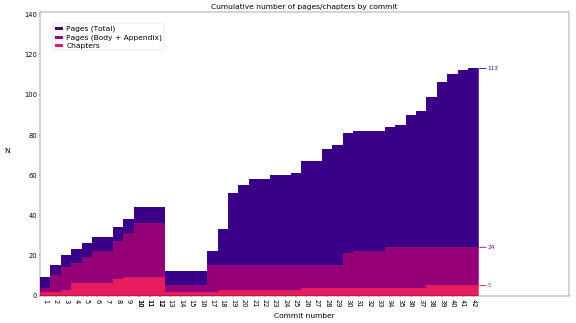 Cumulative number of pages/chapters by commit
140
120
100
80
60
40
20
0
N
Pages (Total)
Pages (Body + Appendix)
Chapters
113
24
5
1 2 3 4 5 6 7 8 9 10 11 12 13 14 15 16 17 18 19 20 21 22 23 24 25 26 27 28 29 30 31 32 33 34 35 36 37 38 39 40 41 42
Commit number